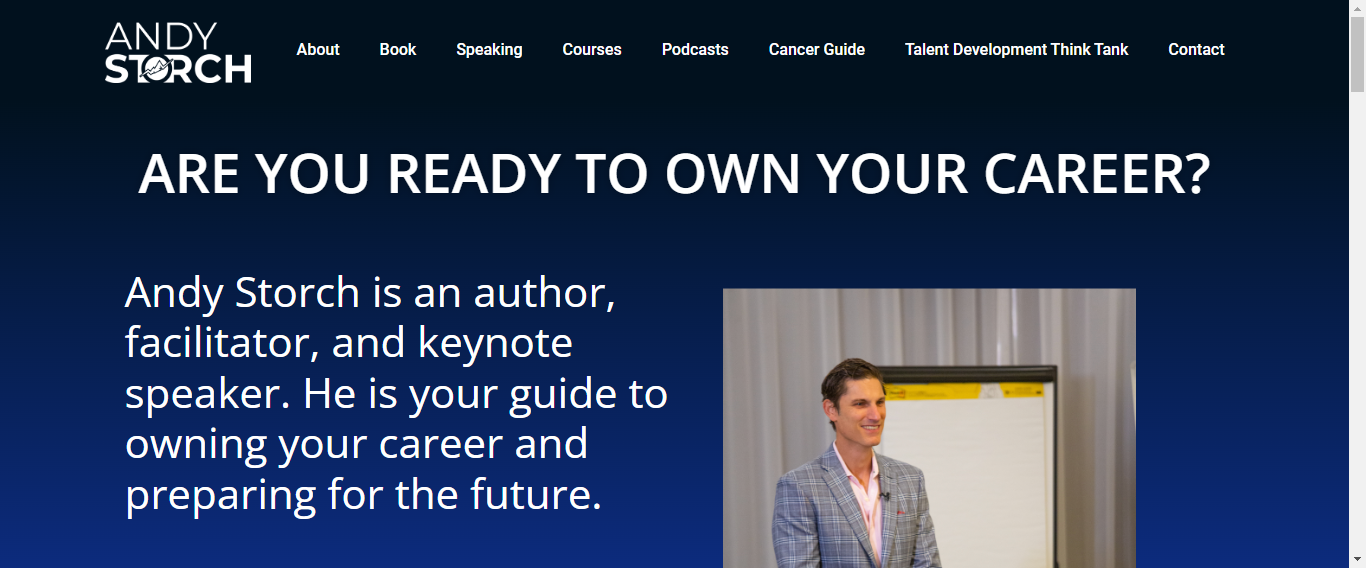 ANDY
STORCH
About
Book
Speaking
Courses
Podcasts
Cancer Guide
Talent Development Think Tank
Contact
ARE YOU READY TO OWN YOUR CAREER?
Andy Storch is an author,
facilitator, and keynote
speaker. He is your guide to
owning your career and
preparing for the future.